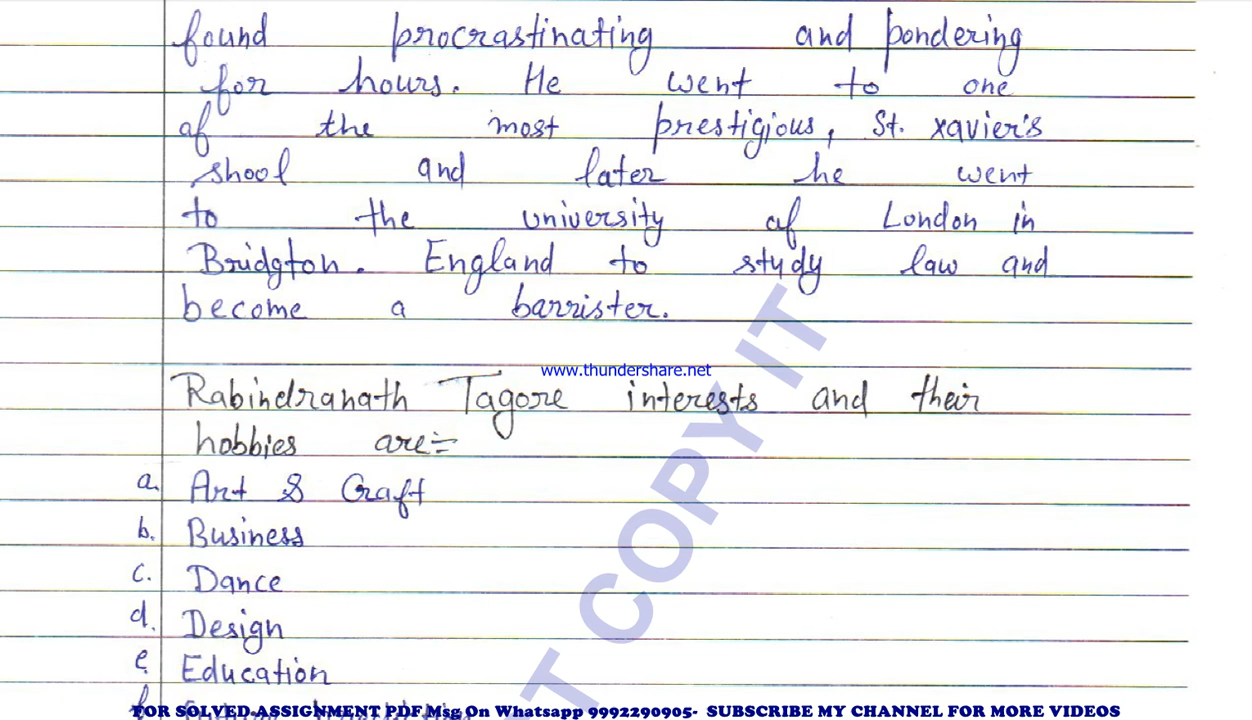 found procrastinating and pondering
for hours. He went to one
of the most prestigious, St. xavier's
shool and later he went
to the university of London in
Bridgton. England to study law and
become a barrister.
www.thundershare.net
Rabindranath Tagore interests and their
hobbies are:-
a. Art & Craft
b. Business
c. Dance
d. Design
e. Education
f.
T COPY IT
FOR SOLVED ASSIGNMENT PDF Msg On Whatsapp 9992290905- SUBSCRIBE MY CHANNEL FOR MORE VIDEOS